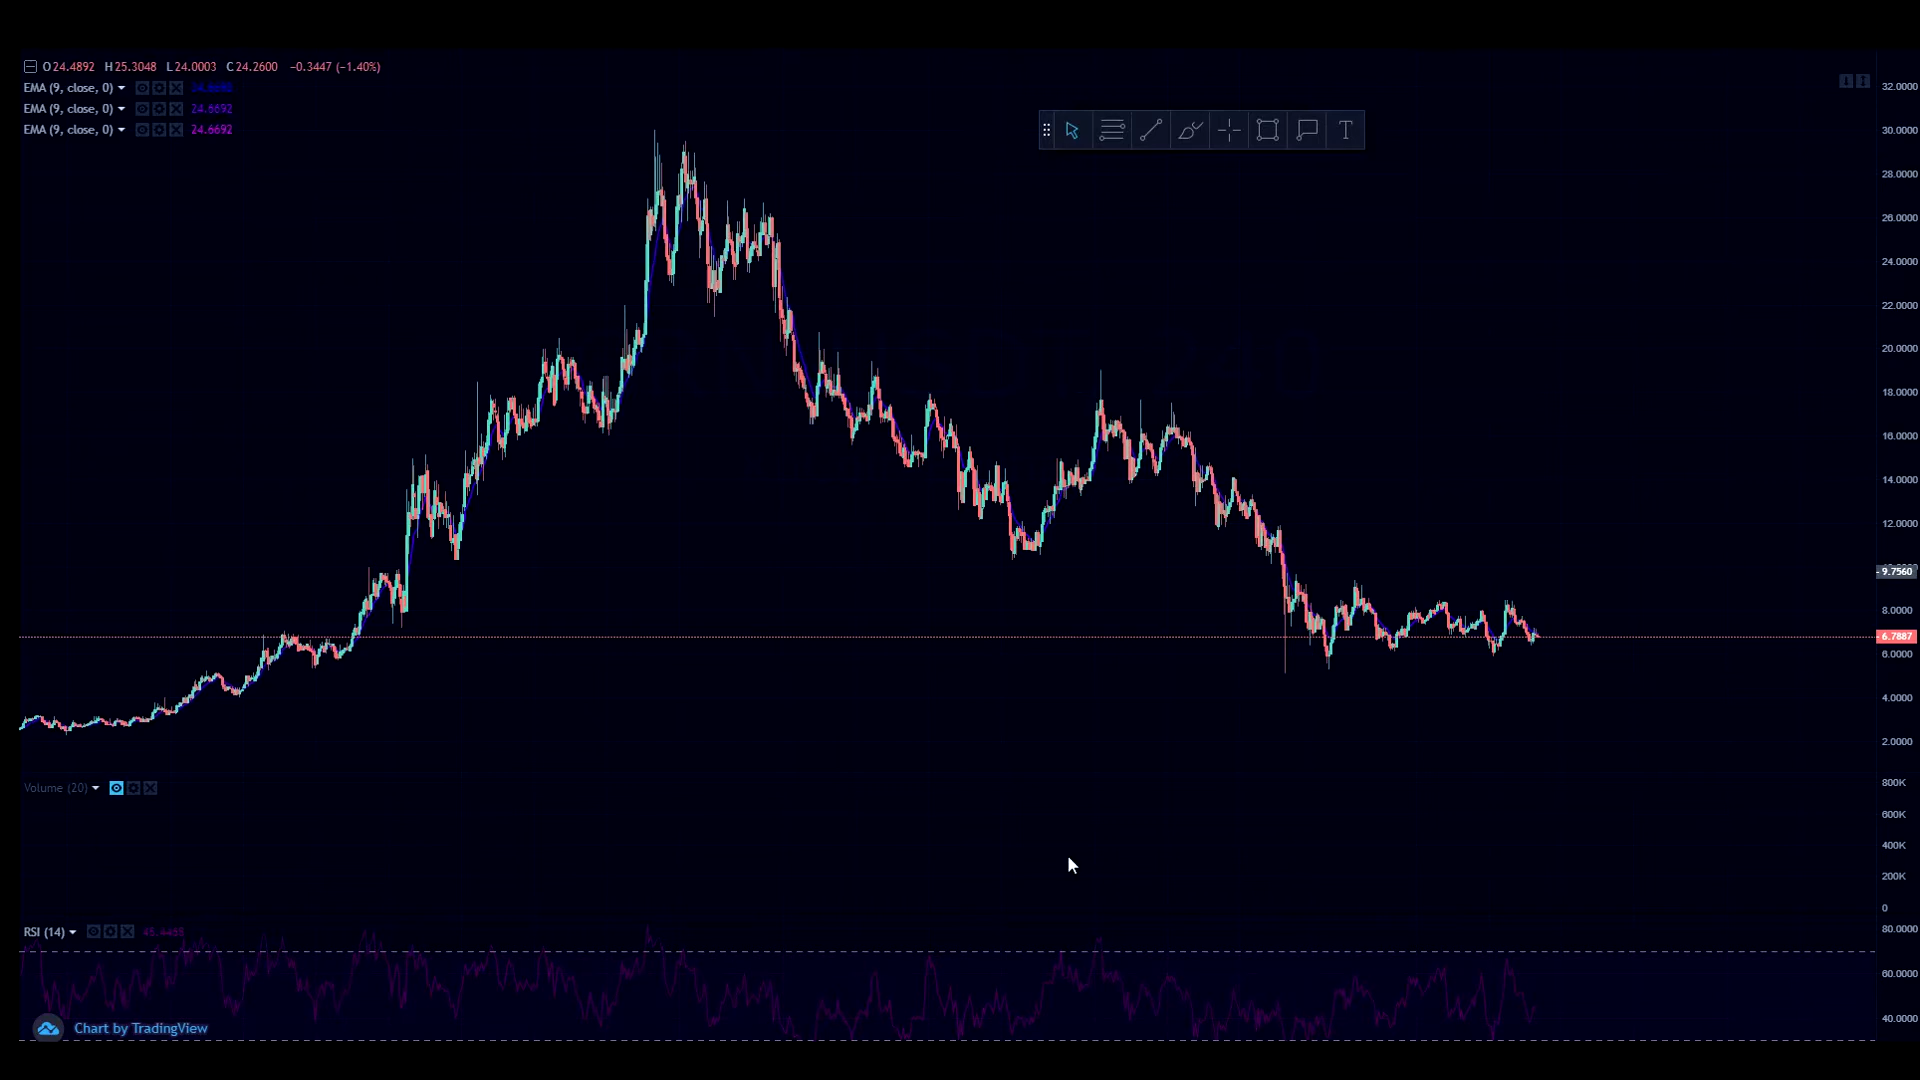 O24.4892 H25.3048 L24.0003 C24.2600 −0.3447 (−1.40%)
EMA (9, close, 0) 24.6692
EMA (9, close, 0) 24.6692
EMA (9, close, 0) 24.6692
T
32.0000
30.0000
28.0000
26.0000
24.0000
22.0000
20.0000
18.0000
16.0000
14.0000
12.0000
9.7560
8.0000
6.7887
6.0000
4.0000
2.0000
Volume (20)
800K
600K
400K
200K
0
RSI (14)
80.0000
60.0000
40.0000
Chart by TradingView